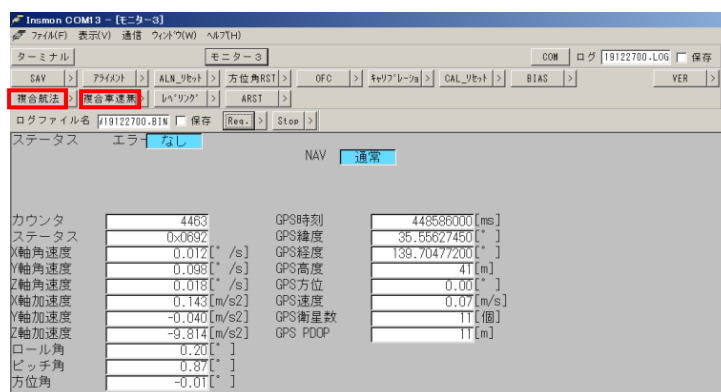 Insmon COM13 - [モニター3]
ファイル(F) 表示(V) 通信 ウィンドウ(W) ヘルプ(H)
ターミナル モニター3 COM ログ 19122700.LOG 保存
SAV > アライメント > ALN_リセット > 方位角RST > OFC > キャリブレーション > CAL_リセット > BIAS > VER >
複合航法 > 複合車速無 > レベリング > ARST >
ログファイル名 19122700.BIN 保存 Req. > Stop >
ステータス エラー なし
NAV 通常
カウンタ 4463 GPS時刻 448586000[ms]
ステータス 0x0692 GPS緯度 35.55627450[ﾟ ]
X軸角速度 0.012[ﾟ /s] GPS経度 139.70477200[ﾟ ]
Y軸角速度 0.098[ﾟ /s] GPS高度 41[m]
Z軸角速度 0.018[ﾟ /s] GPS方位 0.00[ﾟ ]
X軸加速度 0.143[m/s2] GPS速度 0.07[m/s]
Y軸加速度 -0.040[m/s2] GPS衛星数 11[個]
Z軸加速度 -9.814[m/s2] GPS PDOP 11[m]
ロール角 0.20[ﾟ ]
ピッチ角 0.87[ﾟ ]
方位角 -0.01[ﾟ ]